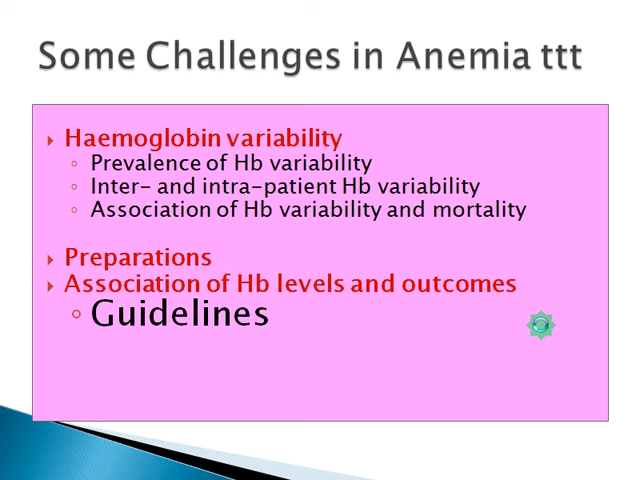 Some Challenges in Anemia ttt
Haemoglobin variability
Prevalence of Hb variability
Inter- and intra-patient Hb variability
Association of Hb variability and mortality
Preparations
Association of Hb levels and outcomes
Guidelines